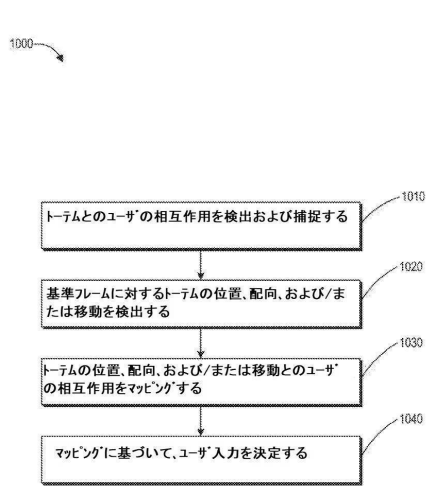 1000
1010
トーテムとのユーザの相互作用を検出および捕捉する
1020
基準フレームに対するトーテムの位置、配向、および/ま
たは移動を検出する
1030
トーテムの位置、配向、および/または移動とのユーザ
の相互作用をマッピングする
1040
マッピングに基づいて、ユーザ入力を決定する